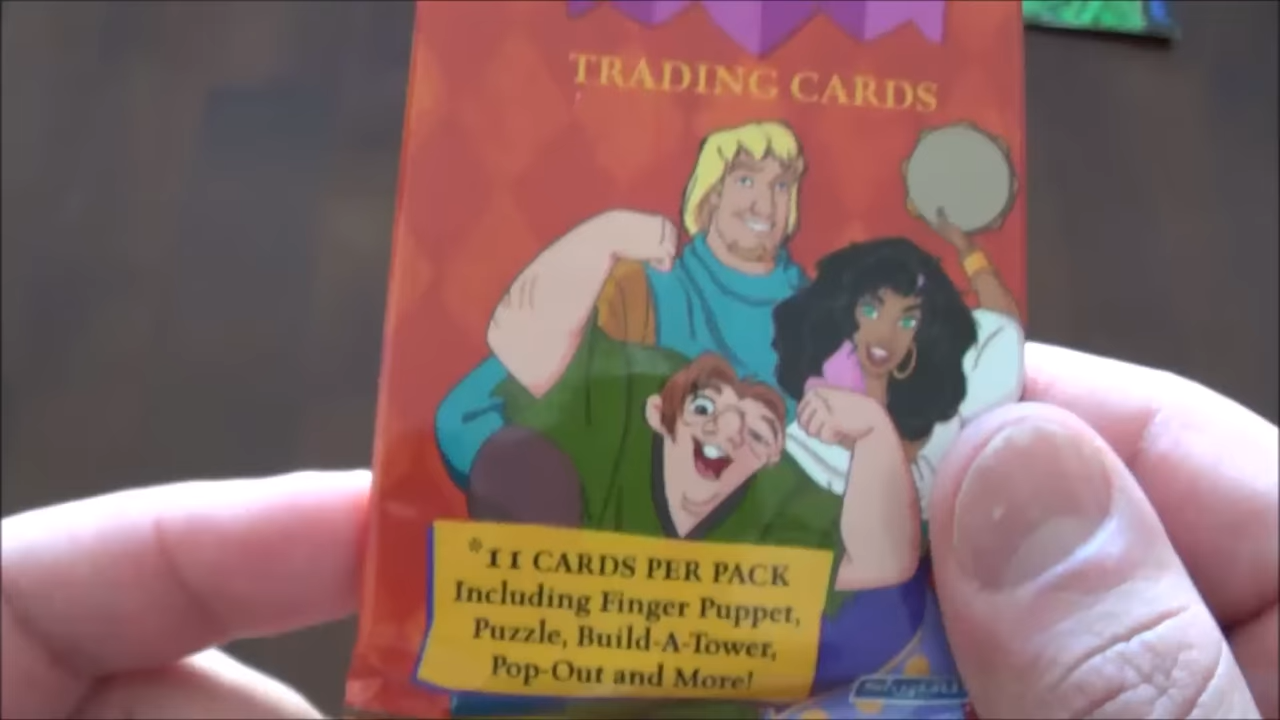 TRADING CARDS
*11 CARDS PER PACK
Including Finger Puppet,
Puzzle, Build-A-Tower,
Pop-Out and More!